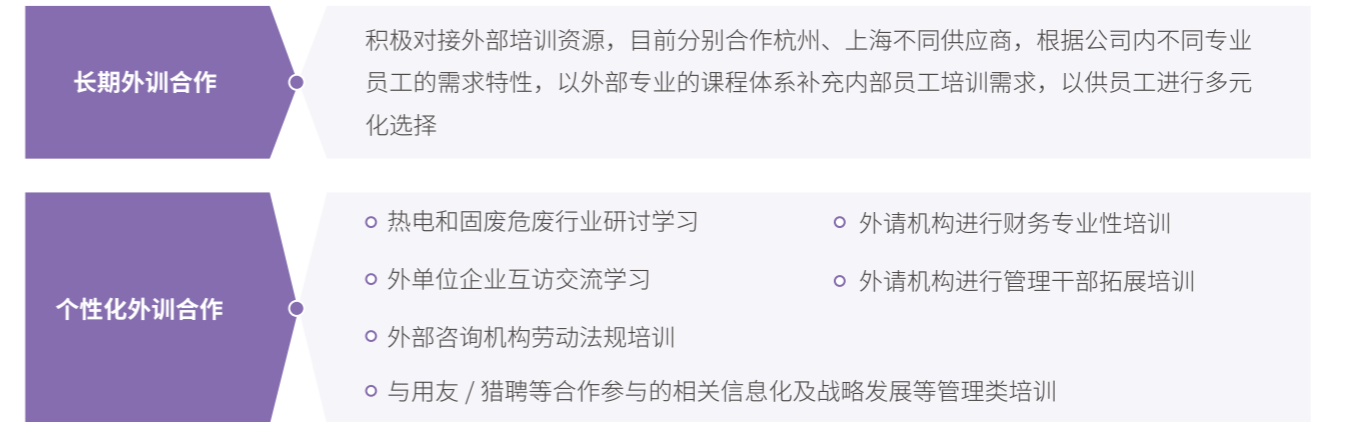 长期外训合作
积极对接外部培训资源，目前分别合作杭州、上海不同供应商，根据公司内不同专业
员工的需求特性，以外部专业的课程体系补充内部员工培训需求，以供员工进行多元
化选择
个性化外训合作
热电和固废危废行业研讨学习
外请机构进行财务专业性培训
外单位企业互访交流学习
外请机构进行管理干部拓展培训
外部咨询机构劳动法规培训
与用友 / 猎聘等合作参与的相关信息化及战略发展等管理类培训